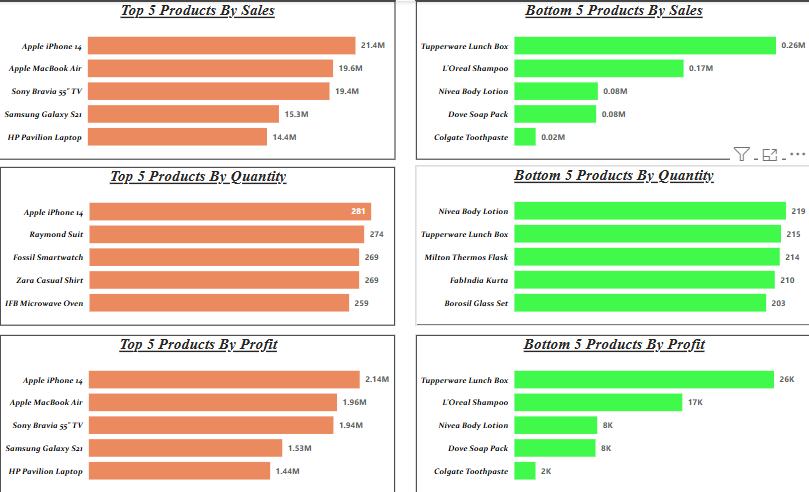 Top 5 Products By Sales
Apple iPhone 14 21.4M
Apple MacBook Air 19.6M
Sony Bravia 55" TV 19.4M
Samsung Galaxy S21 15.3M
HP Pavilion Laptop 14.4M
Bottom 5 Products By Sales
Tupperware Lunch Box 0.26M
L'Oreal Shampoo 0.17M
Nivea Body Lotion 0.08M
Dove Soap Pack 0.08M
Colgate Toothpaste 0.02M
Top 5 Products By Quantity
Apple iPhone 14 281
Raymond Suit 274
Fossil Smartwatch 269
Zara Casual Shirt 269
IFB Microwave Oven 259
Bottom 5 Products By Quantity
Nivea Body Lotion 219
Tupperware Lunch Box 215
Milton Thermos Flask 214
FabIndia Kurta 210
Borosil Glass Set 203
Top 5 Products By Profit
Apple iPhone 14 2.14M
Apple MacBook Air 1.96M
Sony Bravia 55" TV 1.94M
Samsung Galaxy S21 1.53M
HP Pavilion Laptop 1.44M
Bottom 5 Products By Profit
Tupperware Lunch Box 26K
L'Oreal Shampoo 17K
Nivea Body Lotion 8K
Dove Soap Pack 8K
Colgate Toothpaste 2K